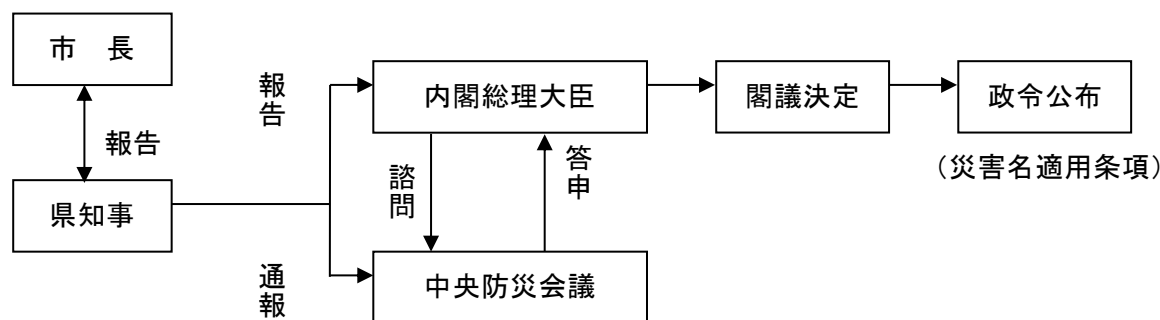 市　長
報告
県知事
報告
通報
内閣総理大臣
諮問
答申
中央防災会議
閣議決定
政令公布
（災害名適用条項）